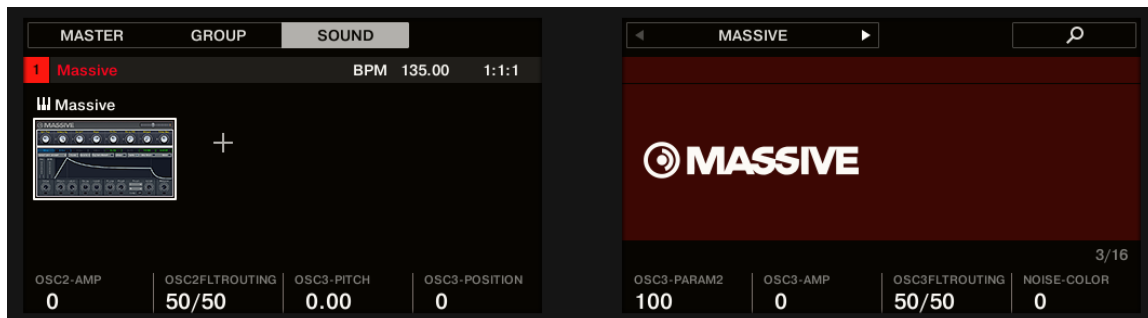 MASTER GROUP SOUND
1 Massive BPM 135.00 1:1:1
Massive
MASSIVE
OSC2-AMP OSC2FLTROUTING OSC3-PITCH OSC3-POSITION
0 50/50 0.00 0
MASSIVE
MASSIVE
3/16
OSC3-PARAM2 OSC3-AMP OSC3FLTROUTING NOISE-COLOR
100 0 50/50 0